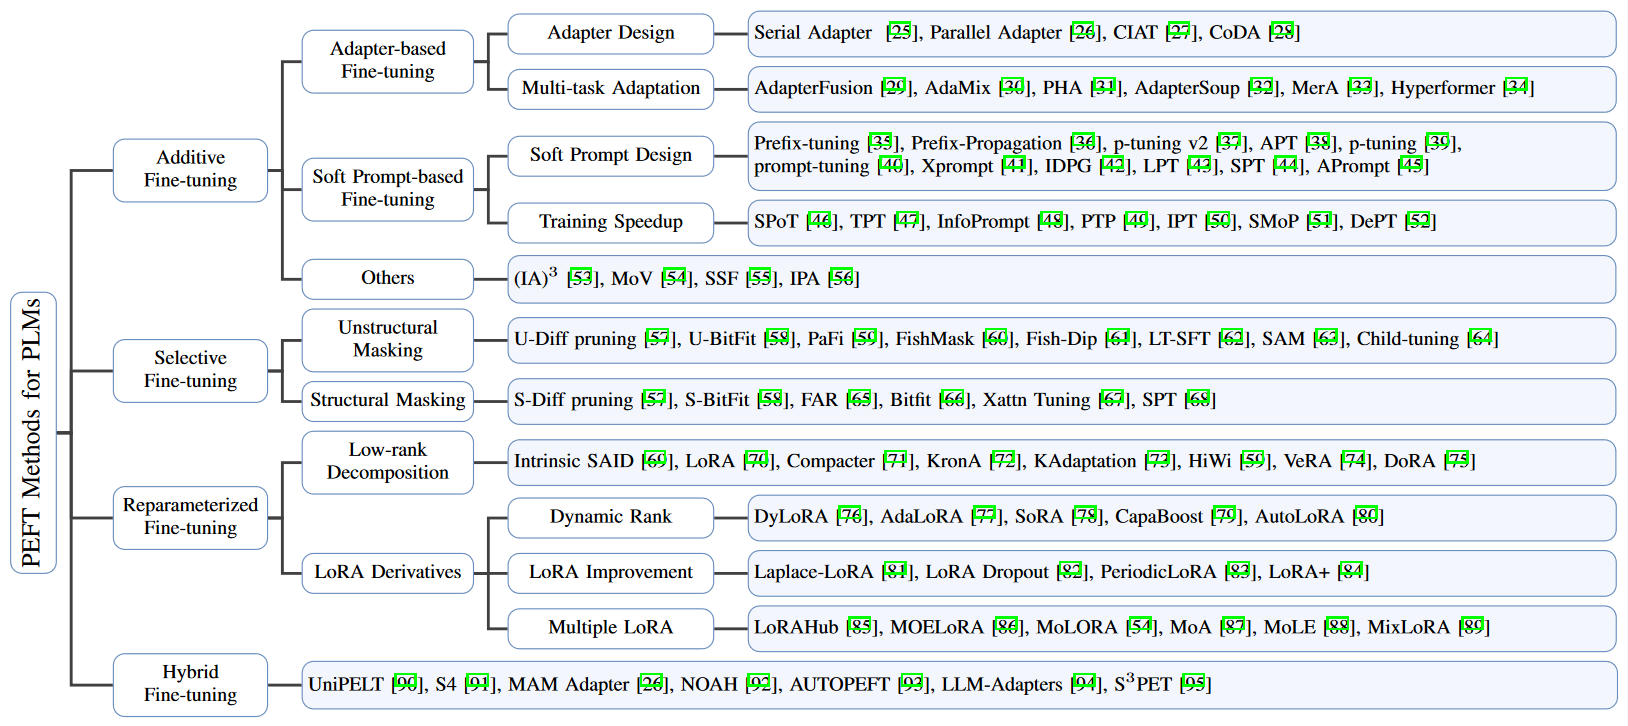 PEFT Methods for PLMs
Additive
Fine-tuning
Adapter-based
Fine-tuning
Adapter Design
Serial Adapter [25], Parallel Adapter [26], CIAT [27], CoDA [28]
Multi-task Adaptation
AdapterFusion [29], AdaMix [30], PHA [31], AdapterSoup [32], MerA [33], Hyperformer [34]
Soft Prompt-based
Fine-tuning
Soft Prompt Design
Prefix-tuning [35], Prefix-Propagation [36], p-tuning v2 [37], APT [38], p-tuning [39],
prompt-tuning [40], Xprompt [41], IDPG [42], LPT [43], SPT [44], APrompt [45]
Training Speedup
SPoT [46], TPT [47], InfoPrompt [48], PTP [49], IPT [50], SMoP [51], DePT [52]
Others
(IA)³ [53], MoV [54], SSF [55], IPA [56]
Selective
Fine-tuning
Unstructural
Masking
U-Diff pruning [57], U-BitFit [58], PaFi [59], FishMask [60], Fish-Dip [61], LT-SFT [62], SAM [63], Child-tuning [64]
Structural Masking
S-Diff pruning [57], S-BitFit [58], FAR [65], Bitfit [66], Xattn Tuning [67], SPT [68]
Reparameterized
Fine-tuning
Low-rank
Decomposition
Intrinsic SAID [69], LoRA [70], Compacter [71], KronA [72], KAdaptation [73], HiWi [59], VeRA [74], DoRA [75]
LoRA Derivatives
Dynamic Rank
DyLoRA [76], AdaLoRA [77], SoRA [78], CapaBoost [79], AutoLoRA [80]
LoRA Improvement
Laplace-LoRA [81], LoRA Dropout [82], PeriodicLoRA [83], LoRA+ [84]
Multiple LoRA
LoRAHub [85], MOELoRA [86], MoLORA [54], MoA [87], MoLE [88], MixLoRA [89]
Hybrid
Fine-tuning
UniPELT [90], S4 [91], MAM Adapter [26], NOAH [92], AUTOPEFT [93], LLM-Adapters [94], S³PET [95]